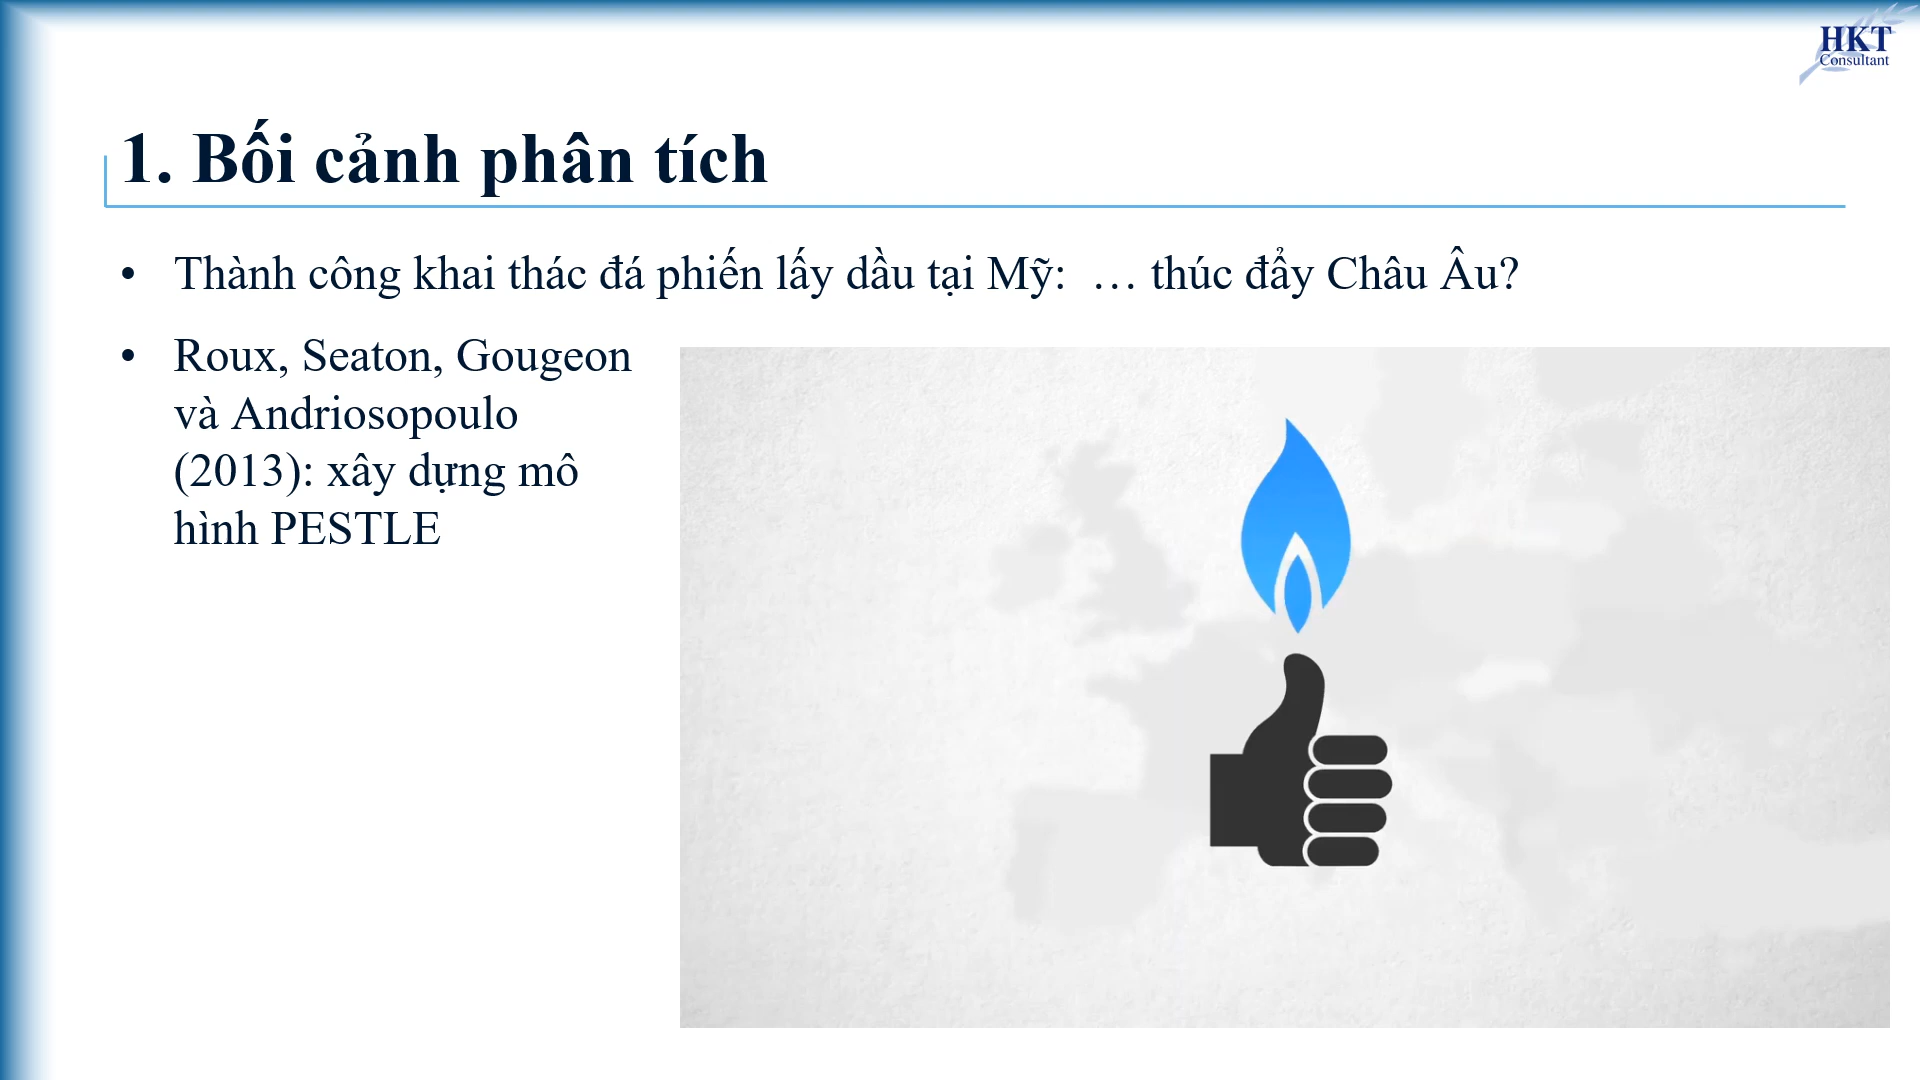 HKT
Consultant
1. Bối cảnh phân tích
• Thành công khai thác đá phiến lấy dầu tại Mỹ:  … thúc đẩy Châu Âu?
• Roux, Seaton, Gougeon
và Andriosopoulo
(2013): xây dựng mô
hình PESTLE